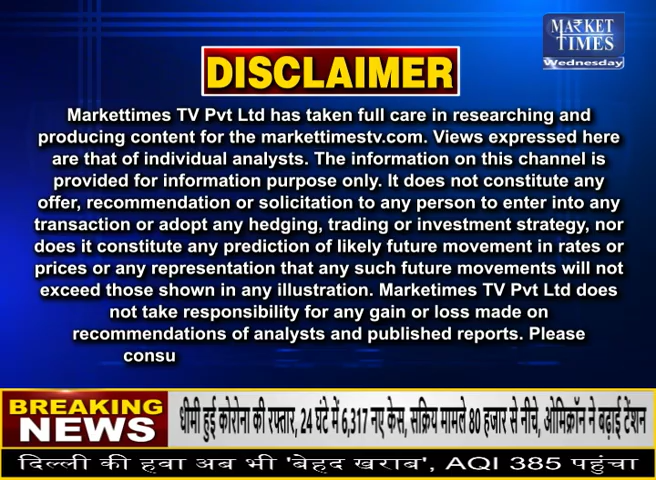 MARKET
TIMES
Wednesday
DISCLAIMER
Markettimes TV Pvt Ltd has taken full care in researching and
producing content for the markettimestv.com. Views expressed here
are that of individual analysts. The information on this channel is
provided for information purpose only. It does not constitute any
offer, recommendation or solicitation to any person to enter into any
transaction or adopt any hedging, trading or investment strategy, nor
does it constitute any prediction of likely future movement in rates or
prices or any representation that any such future movements will not
exceed those shown in any illustration. Marketimes TV Pvt Ltd does
not take responsibility for any gain or loss made on
recommendations of analysts and published reports. Please
consu
BREAKING
NEWS
धीमी हुई कोरोना की रफ्तार, 24 घंटे में 6,317 नए केस, सक्रिय मामले 80 हजार से नीचे, ओमिक्रॉन ने बढ़ाई टेंशन
दिल्ली की हवा अब भी 'बेहद खराब', AQI 385 पहुंचा